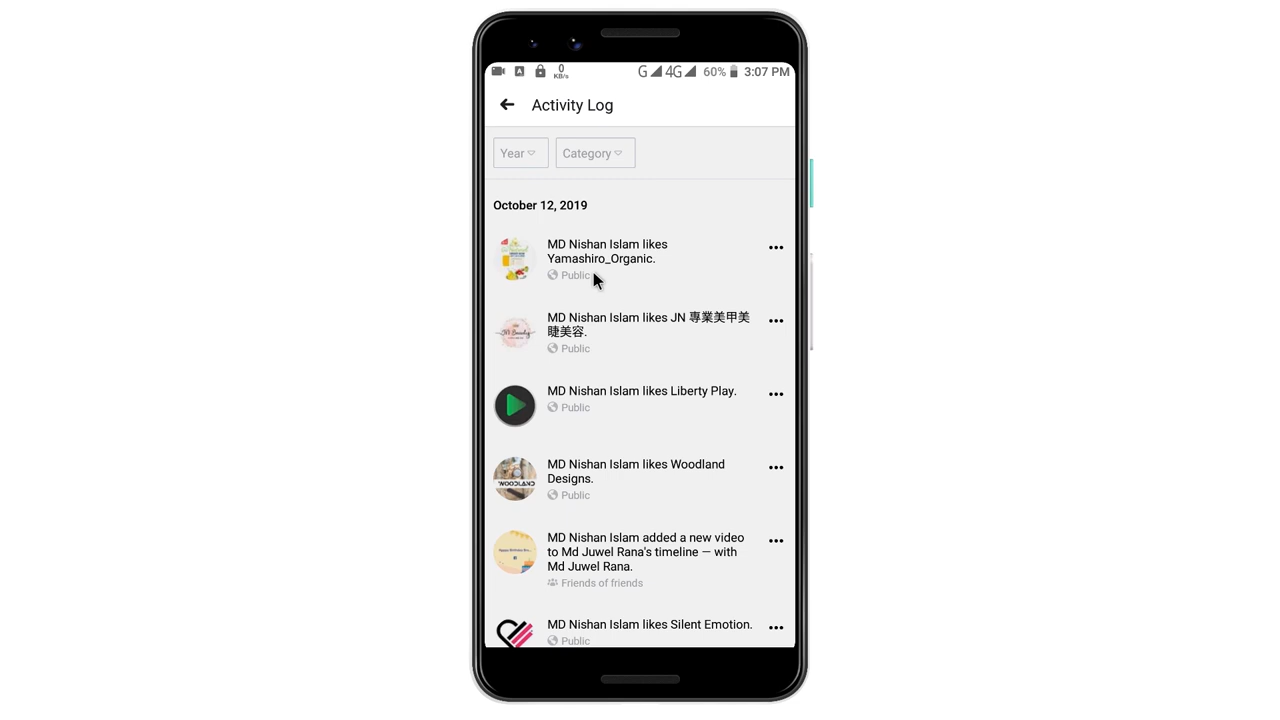 0
KB/s
G 4G 60% 3:07 PM
Activity Log
Year
Category
October 12, 2019
MD Nishan Islam likes
Yamashiro_Organic.
Public
MD Nishan Islam likes JN 專業美甲美
睫美容.
Public
MD Nishan Islam likes Liberty Play.
Public
WOODLAND
MD Nishan Islam likes Woodland
Designs.
Public
MD Nishan Islam added a new video
to Md Juwel Rana's timeline — with
Md Juwel Rana.
Friends of friends
MD Nishan Islam likes Silent Emotion.
Public